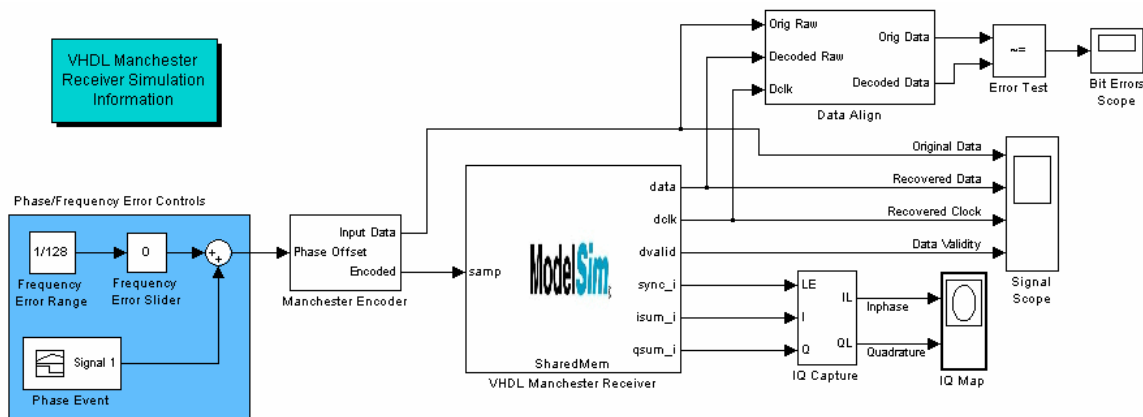 VHDL Manchester
Receiver Simulation
Information
Orig Raw
Decoded Raw
Dclk
Orig Data
Decoded Data
Data Align
~=
Error Test
Bit Errors
Scope
Original Data
Recovered Data
Recovered Clock
Data Validity
Signal
Scope
Phase/Frequency Error Controls
1/128
Frequency
Error Range
0
Frequency
Error Slider
+
+
Signal 1
Phase Event
Input Data
Phase Offset
Encoded
Manchester Encoder
samp
ModelSim
data
dclk
dvalid
sync_i
isum_i
qsum_i
SharedMem
VHDL Manchester Receiver
LE
I
Q
IL
QL
IQ Capture
Inphase
Quadrature
IQ Map